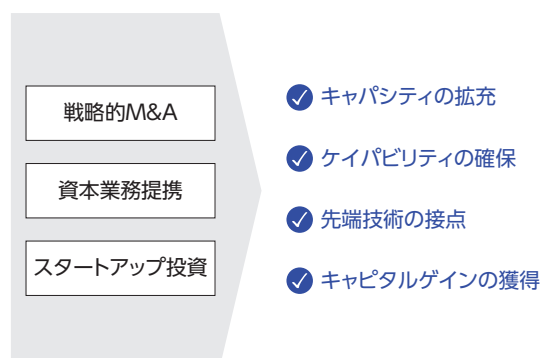 戦略的M&A
資本業務提携
スタートアップ投資
キャパシティの拡充
ケイパビリティの確保
先端技術の接点
キャピタルゲインの獲得